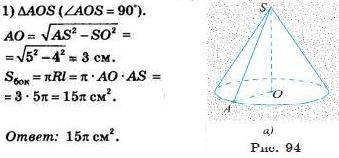 1) ΔAOS (∠AOS = 90°).
AO = √(AS² − SO²) =
= √(5² − 4²) = 3 см.
Sбок = πRl = π · AO · AS =
= 3 · 5π = 15π см².
Ответ: 15π см².
S
O
A
а)
Рис. 94